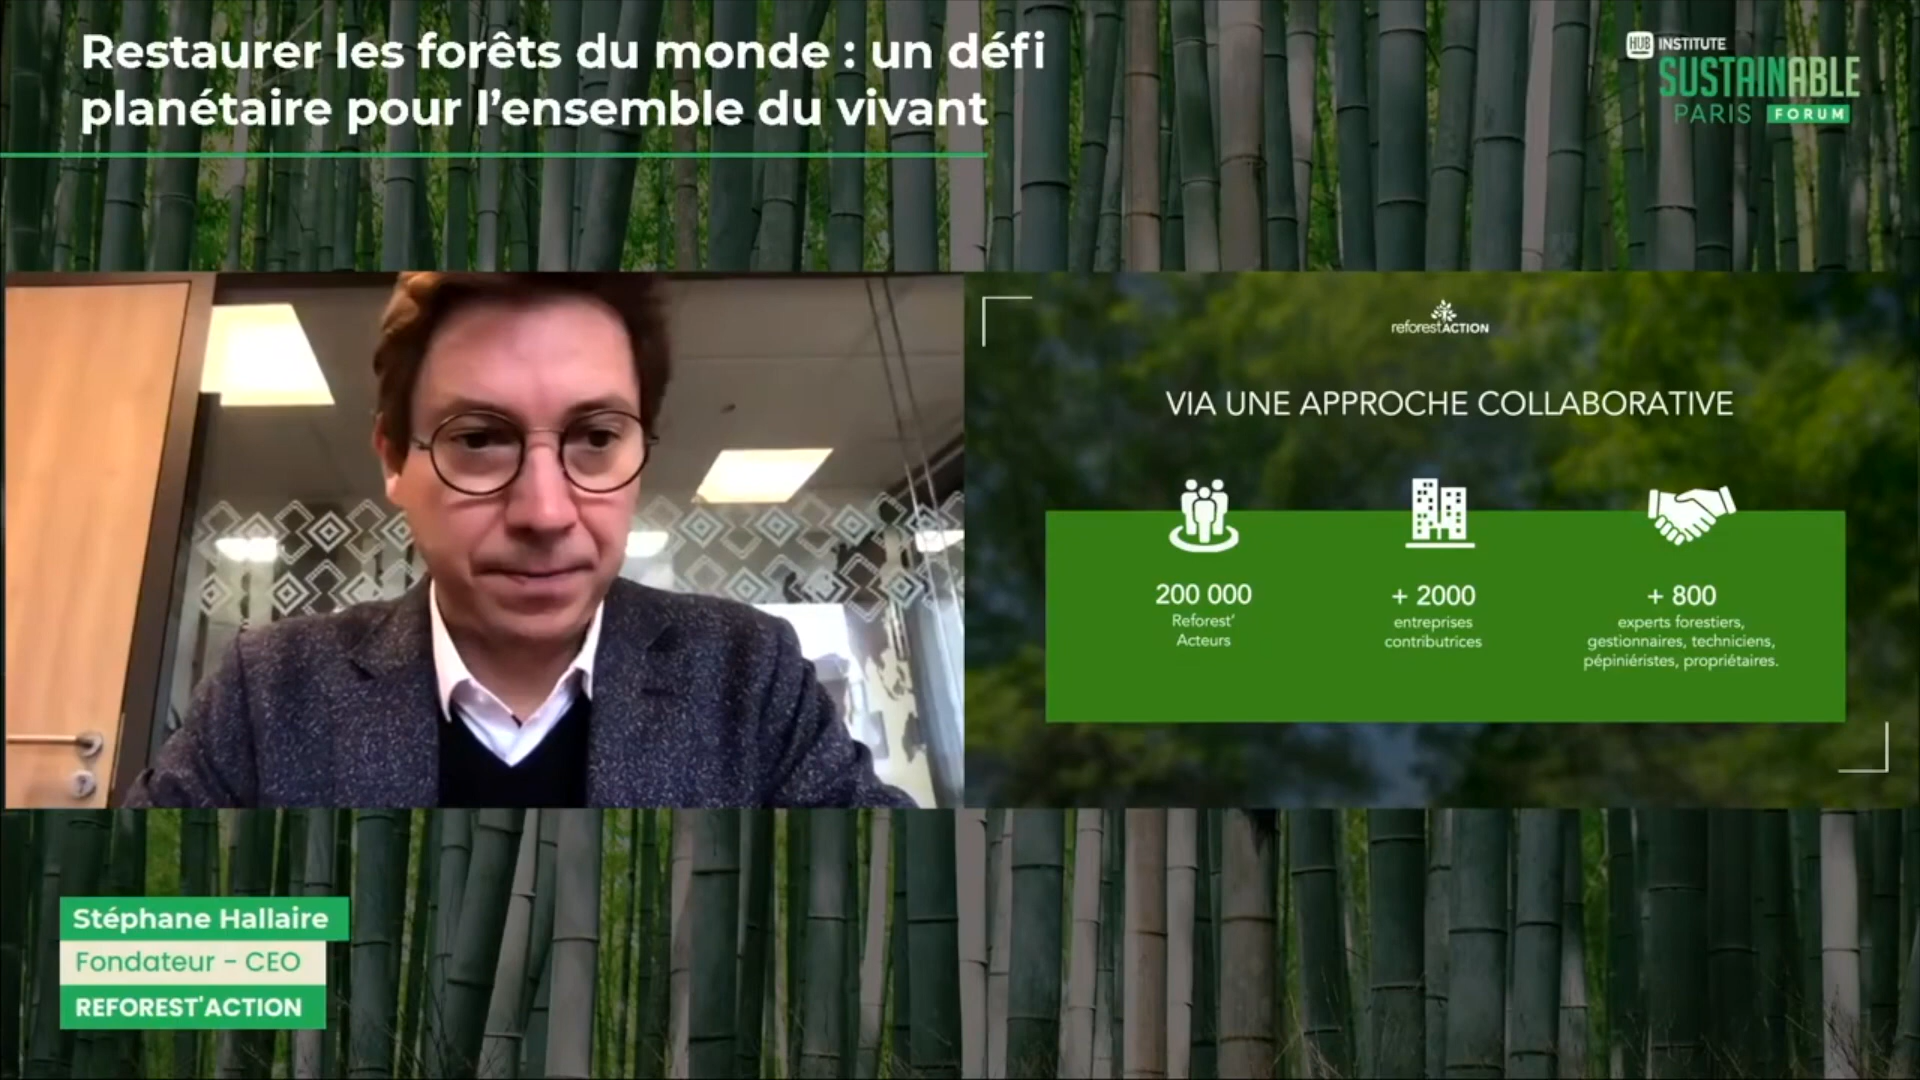 Restaurer les forêts du monde : un défi
planétaire pour l’ensemble du vivant
HUB INSTITUTE
SUSTAINABLE
PARIS FORUM
reforestACTION
VIA UNE APPROCHE COLLABORATIVE
200 000
Reforest’
Acteurs
+ 2000
entreprises
contributrices
+ 800
experts forestiers,
gestionnaires, techniciens,
pépiniéristes, propriétaires.
Stéphane Hallaire
Fondateur - CEO
REFOREST'ACTION